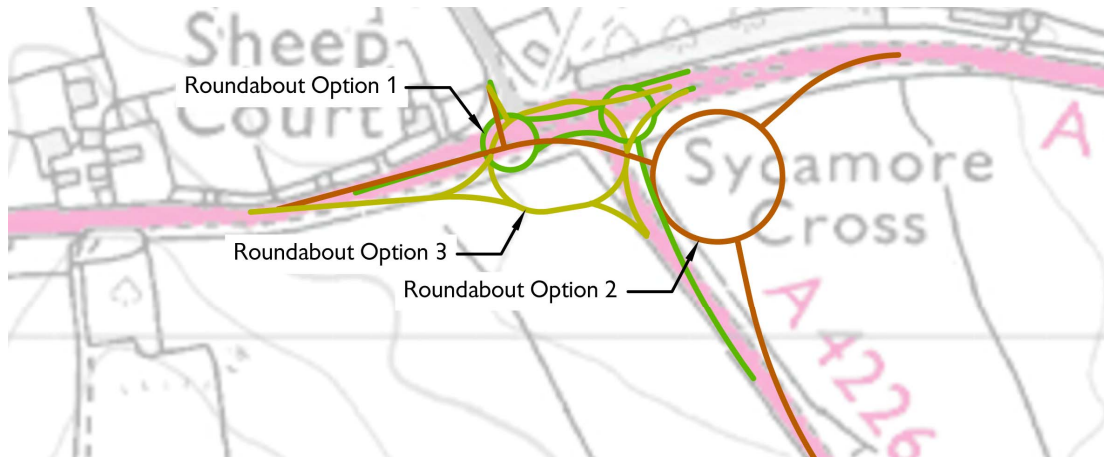 Sheep
Court
Roundabout Option 1
Sycamore
Cross
A
Roundabout Option 3
Roundabout Option 2
A 4226